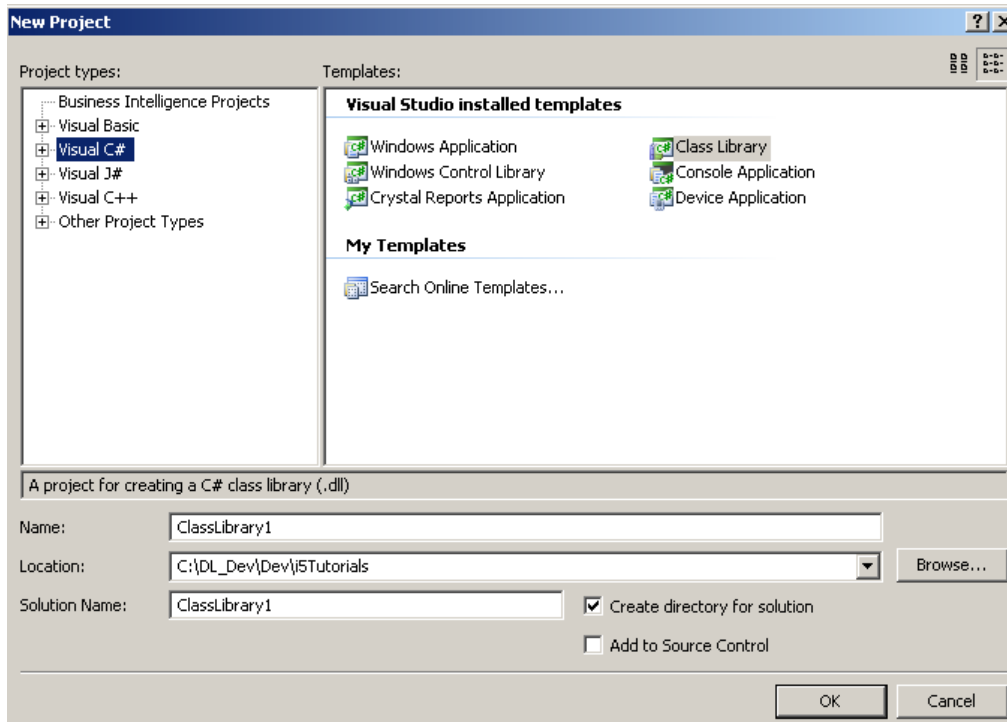 New Project
Project types:
Templates:
Business Intelligence Projects
Visual Basic
Visual C#
Visual J#
Visual C++
Other Project Types
Visual Studio installed templates
Windows Application
Class Library
Windows Control Library
Console Application
Crystal Reports Application
Device Application
My Templates
Search Online Templates...
A project for creating a C# class library (.dll)
Name:
ClassLibrary1
Location:
C:\DL_Dev\Dev\i5Tutorials
Browse...
Solution Name:
ClassLibrary1
Create directory for solution
Add to Source Control
OK
Cancel